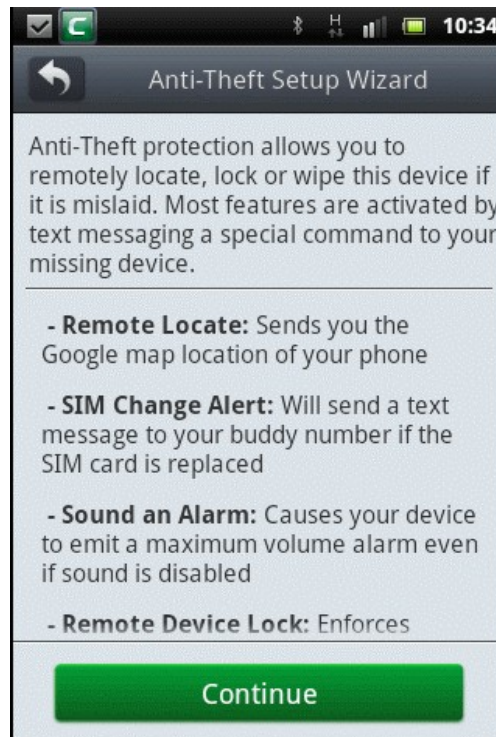 H
10:34
Anti-Theft Setup Wizard
Anti-Theft protection allows you to
remotely locate, lock or wipe this device if
it is mislaid. Most features are activated by
text messaging a special command to your
missing device.
- Remote Locate: Sends you the
Google map location of your phone
- SIM Change Alert: Will send a text
message to your buddy number if the
SIM card is replaced
- Sound an Alarm: Causes your device
to emit a maximum volume alarm even
if sound is disabled
- Remote Device Lock: Enforces
Continue